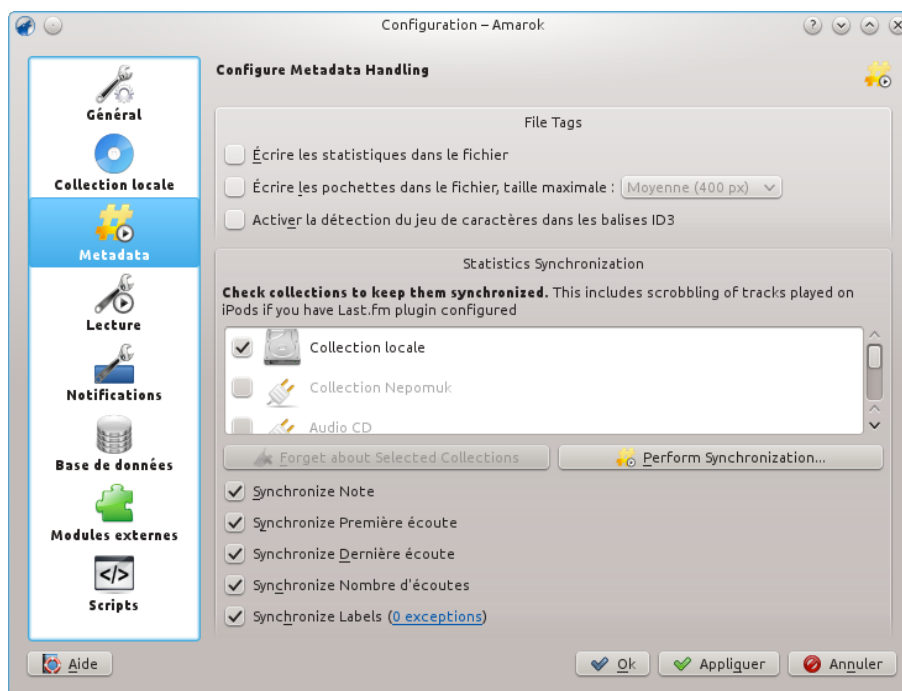 Configuration – Amarok
Général
Collection locale
Metadata
Lecture
Notifications
Base de données
Modules externes
</>
Scripts
Configure Metadata Handling
File Tags
Écrire les statistiques dans le fichier
Écrire les pochettes dans le fichier, taille maximale : Moyenne (400 px)
Activer la détection du jeu de caractères dans les balises ID3
Statistics Synchronization
Check collections to keep them synchronized. This includes scrobbling of tracks played on
iPods if you have Last.fm plugin configured
Collection locale
Collection Nepomuk
Audio CD
Forget about Selected Collections
Perform Synchronization...
Synchronize Note
Synchronize Première écoute
Synchronize Dernière écoute
Synchronize Nombre d'écoutes
Synchronize Labels (0 exceptions)
Aide
Ok
Appliquer
Annuler